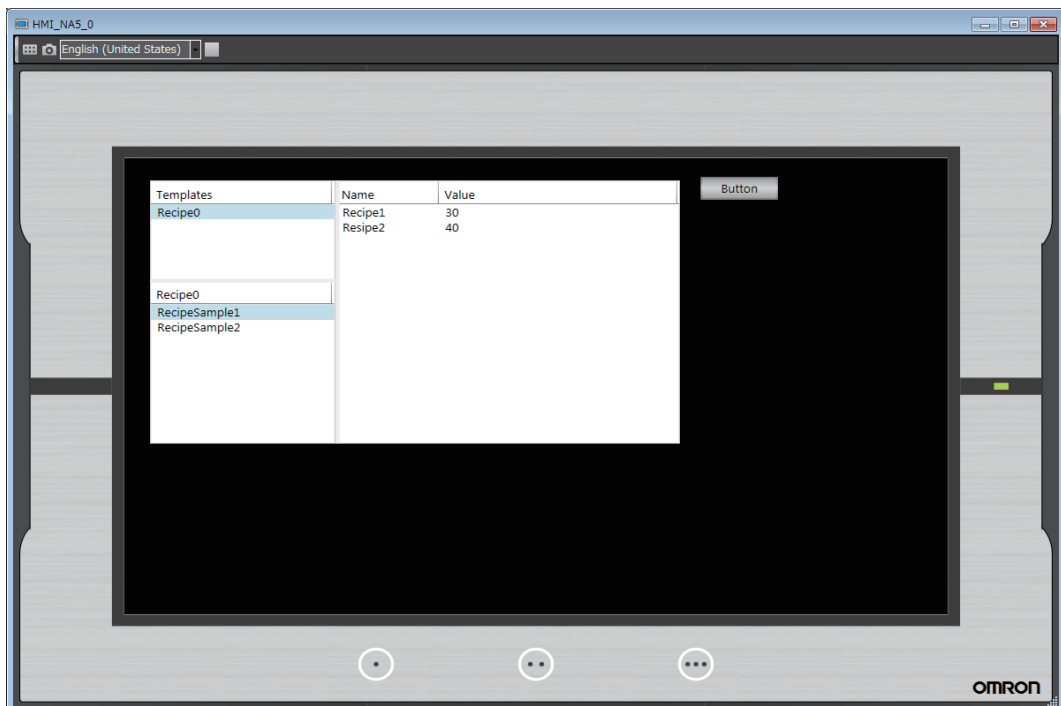 HMI_NA5_0
English (United States)
Templates
Name Value
Button
Recipe0
Recipe1 30
Resipe2 40
Recipe0
RecipeSample1
RecipeSample2
omron